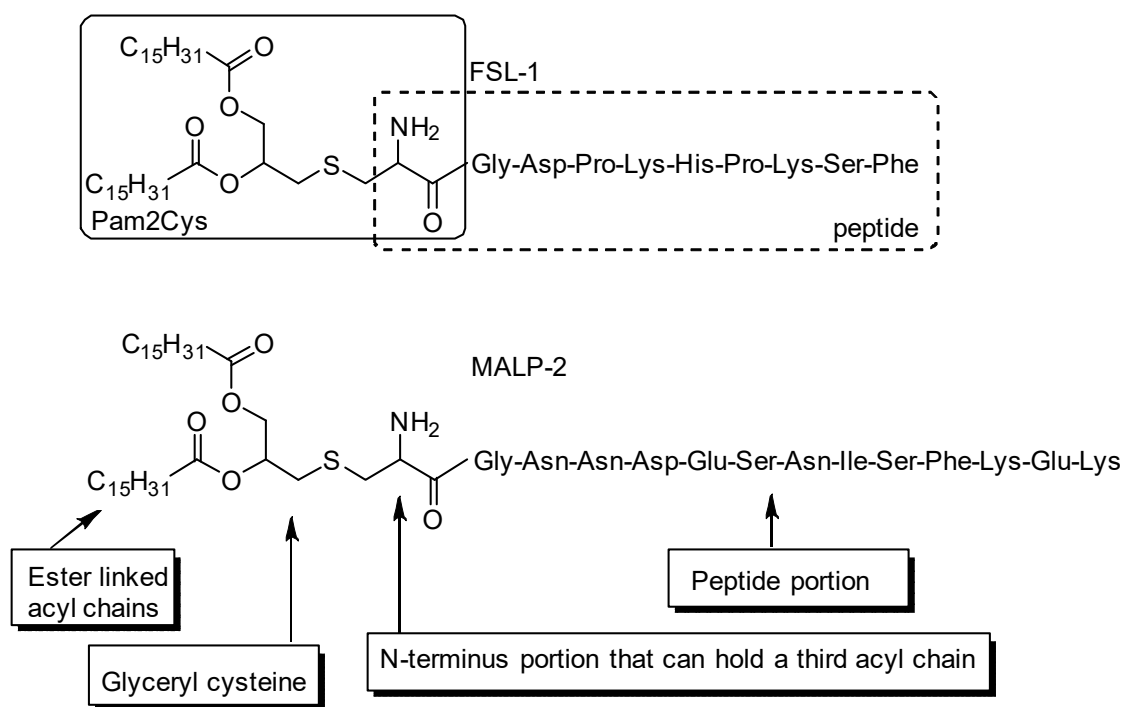 C15H31
O
FSL-1
O
O
NH2
S
Gly-Asp-Pro-Lys-His-Pro-Lys-Ser-Phe
C15H31
O
O
Pam2Cys
peptide
C15H31
O
MALP-2
O
O
NH2
S
Gly-Asn-Asn-Asp-Glu-Ser-Asn-Ile-Ser-Phe-Lys-Glu-Lys
C15H31
O
O
Ester linked
acyl chains
Peptide portion
N-terminus portion that can hold a third acyl chain
Glyceryl cysteine